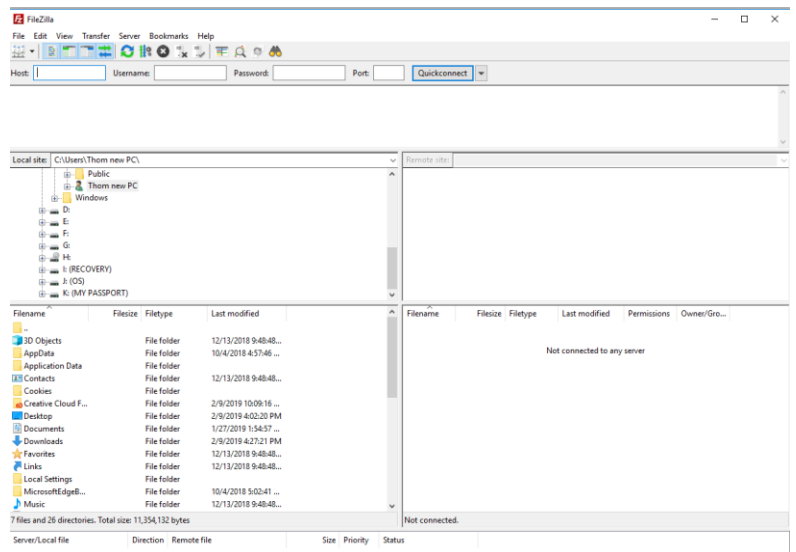 FileZilla
File Edit View Transfer Server Bookmarks Help
Host: Username: Password: Port: Quickconnect
Local site: C:\Users\Thom new PC\
Remote site:
Public
Thom new PC
Windows
D:
E:
F:
G:
H:
I: (RECOVERY)
J: (OS)
K: (MY PASSPORT)
Filename Filesize Filetype Last modified
..
3D Objects File folder 12/13/2018 9:48:48...
AppData File folder 10/4/2018 4:57:46 ...
Application Data File folder
Contacts File folder 12/13/2018 9:48:48...
Cookies File folder
Creative Cloud F... File folder 2/9/2019 10:09:16 ...
Desktop File folder 2/9/2019 4:02:20 PM
Documents File folder 1/27/2019 1:54:57 ...
Downloads File folder 2/9/2019 4:27:21 PM
Favorites File folder 12/13/2018 9:48:48...
Links File folder 12/13/2018 9:48:48...
Local Settings File folder
MicrosoftEdgeB... File folder 10/4/2018 5:02:41 ...
Music File folder 12/13/2018 9:48:48...
7 files and 26 directories. Total size: 11,354,132 bytes
Filename Filesize Filetype Last modified Permissions Owner/Gro...
Not connected to any server
Not connected.
Server/Local file Direction Remote file Size Priority Status